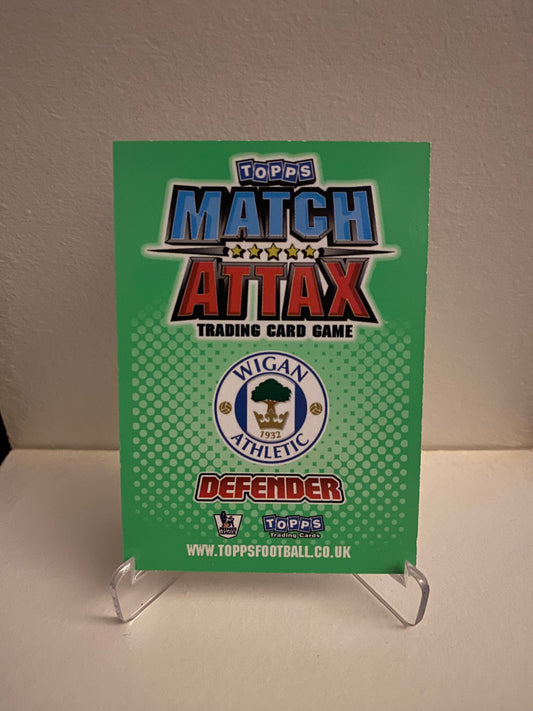 TOPPS
MATCH
ATTAX
TRADING CARD GAME
WIGAN
1932
ATHLETIC
DEFENDER
TOPPS
Trading Cards
WWW.TOPPSFOOTBALL.CO.UK